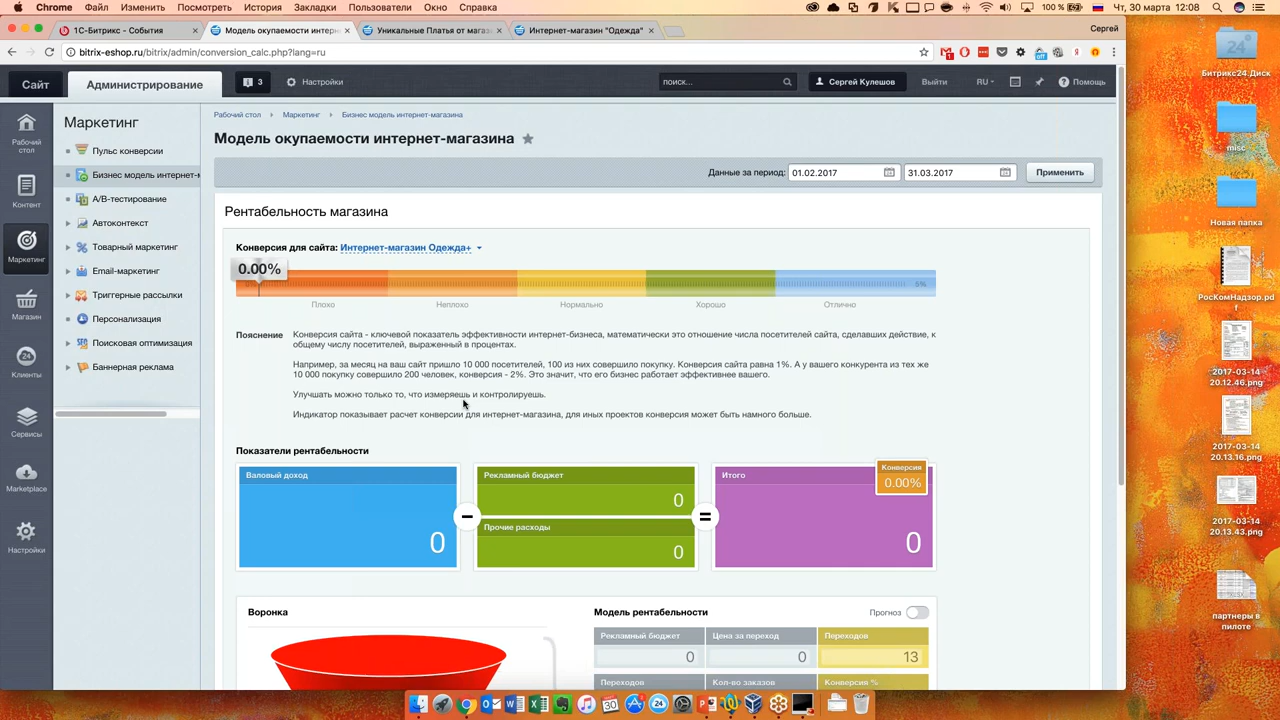 Chrome Файл Изменить Посмотреть История Закладки Пользователи Окно Справка
100 % Чт, 30 марта 12:08
1С-Битрикс - События
Модель окупаемости интерн
Уникальные Платья от магаз
Интернет-магазин "Одежда"
Сергей
bitrix-eshop.ru/bitrix/admin/conversion_calc.php?lang=ru
Сайт
Администрирование
3
Настройки
поиск...
Сергей Кулешов
Выйти
RU
Помощь
Рабочий стол
Контент
Маркетинг
Магазин
24
Клиенты
Сервисы
Marketplace
Настройки
Маркетинг
Пульс конверсии
Бизнес модель интернет-м
A/B-тестирование
Автоконтекст
Товарный маркетинг
Email-маркетинг
Триггерные рассылки
Персонализация
Поисковая оптимизация
Баннерная реклама
Рабочий стол Маркетинг Бизнес модель интернет-магазина
Модель окупаемости интернет-магазина
Данные за период: 01.02.2017 31.03.2017 Применить
Рентабельность магазина
Конверсия для сайта: Интернет-магазин Одежда+
0.00%
5%
Плохо Неплохо Нормально Хорошо Отлично
Пояснение
Конверсия сайта - ключевой показатель эффективности интернет-бизнеса, математически это отношение числа посетителей сайта, сделавших действие, к
общему числу посетителей, выраженный в процентах.
Например, за месяц на ваш сайт пришло 10 000 посетителей, 100 из них совершило покупку. Конверсия сайта равна 1%. А у вашего конкурента из тех же
10 000 покупку совершило 200 человек, конверсия - 2%. Это значит, что его бизнес работает эффективнее вашего.
Улучшать можно только то, что измеряешь и контролируешь.
Индикатор показывает расчет конверсии для интернет-магазина, для иных проектов конверсия может быть намного больше.
Показатели рентабельности
Валовый доход
0
Рекламный бюджет
0
Прочие расходы
0
Итого
Конверсия
0.00%
0
Воронка
Модель рентабельности
Прогноз
Рекламный бюджет Цена за переход Переходов
0 0 13
Переходов Кол-во заказов Конверсия %
24
Битрикс24.Диск
misc
Новая папка
РосКомНадзор.pd
f
2017-03-14
20.12.46.png
2017-03-14
20.13.16.png
2017-03-14
20.13.43.png
партнеры в
пилоте